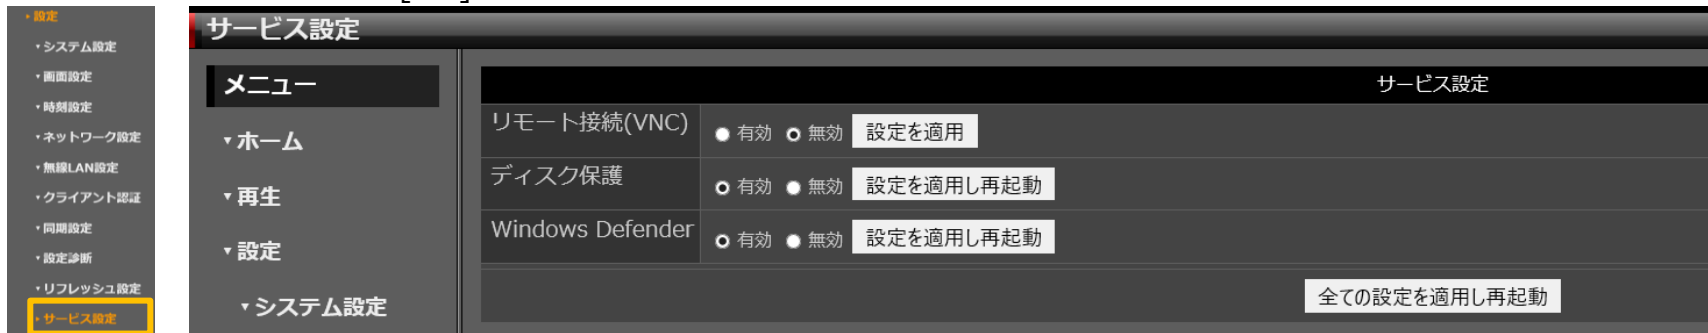 設定
システム設定
画面設定
時刻設定
ネットワーク設定
無線LAN設定
クライアント認証
同期設定
設定診断
リフレッシュ設定
サービス設定
サービス設定
メニュー
ホーム
再生
設定
システム設定
サービス設定
リモート接続(VNC) 有効 無効 設定を適用
ディスク保護 有効 無効 設定を適用し再起動
Windows Defender 有効 無効 設定を適用し再起動
全ての設定を適用し再起動